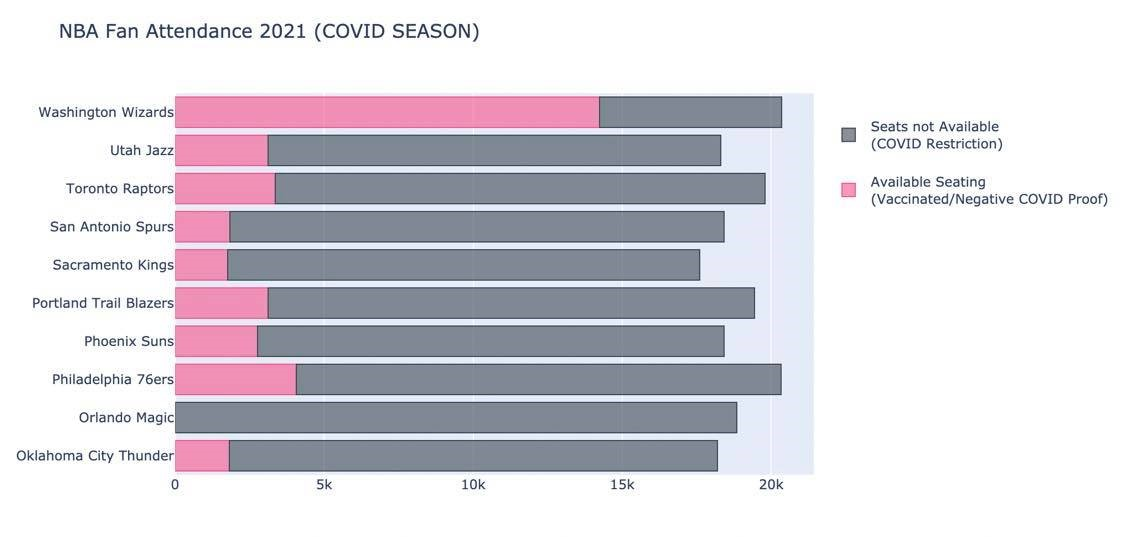 NBA Fan Attendance 2021 (COVID SEASON)
Washington Wizards
Utah Jazz
Toronto Raptors
San Antonio Spurs
Sacramento Kings
Portland Trail Blazers
Phoenix Suns
Philadelphia 76ers
Orlando Magic
Oklahoma City Thunder
0 5k 10k 15k 20k
Seats not Available
(COVID Restriction)
Available Seating
(Vaccinated/Negative COVID Proof)